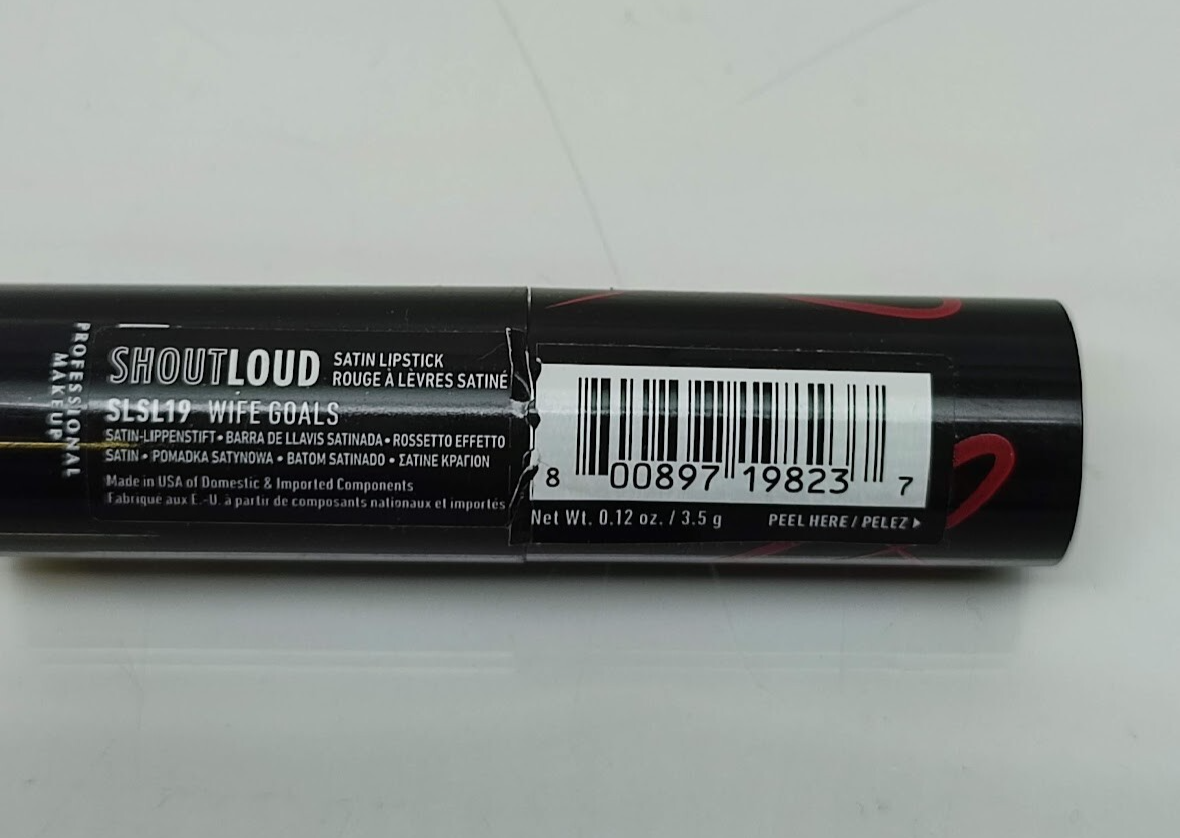 PROFESSIONAL
MAKEUP
SHOUTLOUD SATIN LIPSTICK
ROUGE À LÈVRES SATINÉ
SLSL19 WIFE GOALS
SATIN-LIPPENSTIFT • BARRA DE LLAVIS SATINADA • ROSSETTO EFFETTO
SATIN • POMADKA SATYNOWA • BATOM SATINADO • ΣATINE KPAΓION
Made in USA of Domestic & Imported Components
Fabriqué aux É.-U. à partir de composants nationaux et importés
8 00897 19823 7
Net Wt. 0.12 oz. / 3.5 g
PEEL HERE / PELEZ ▸